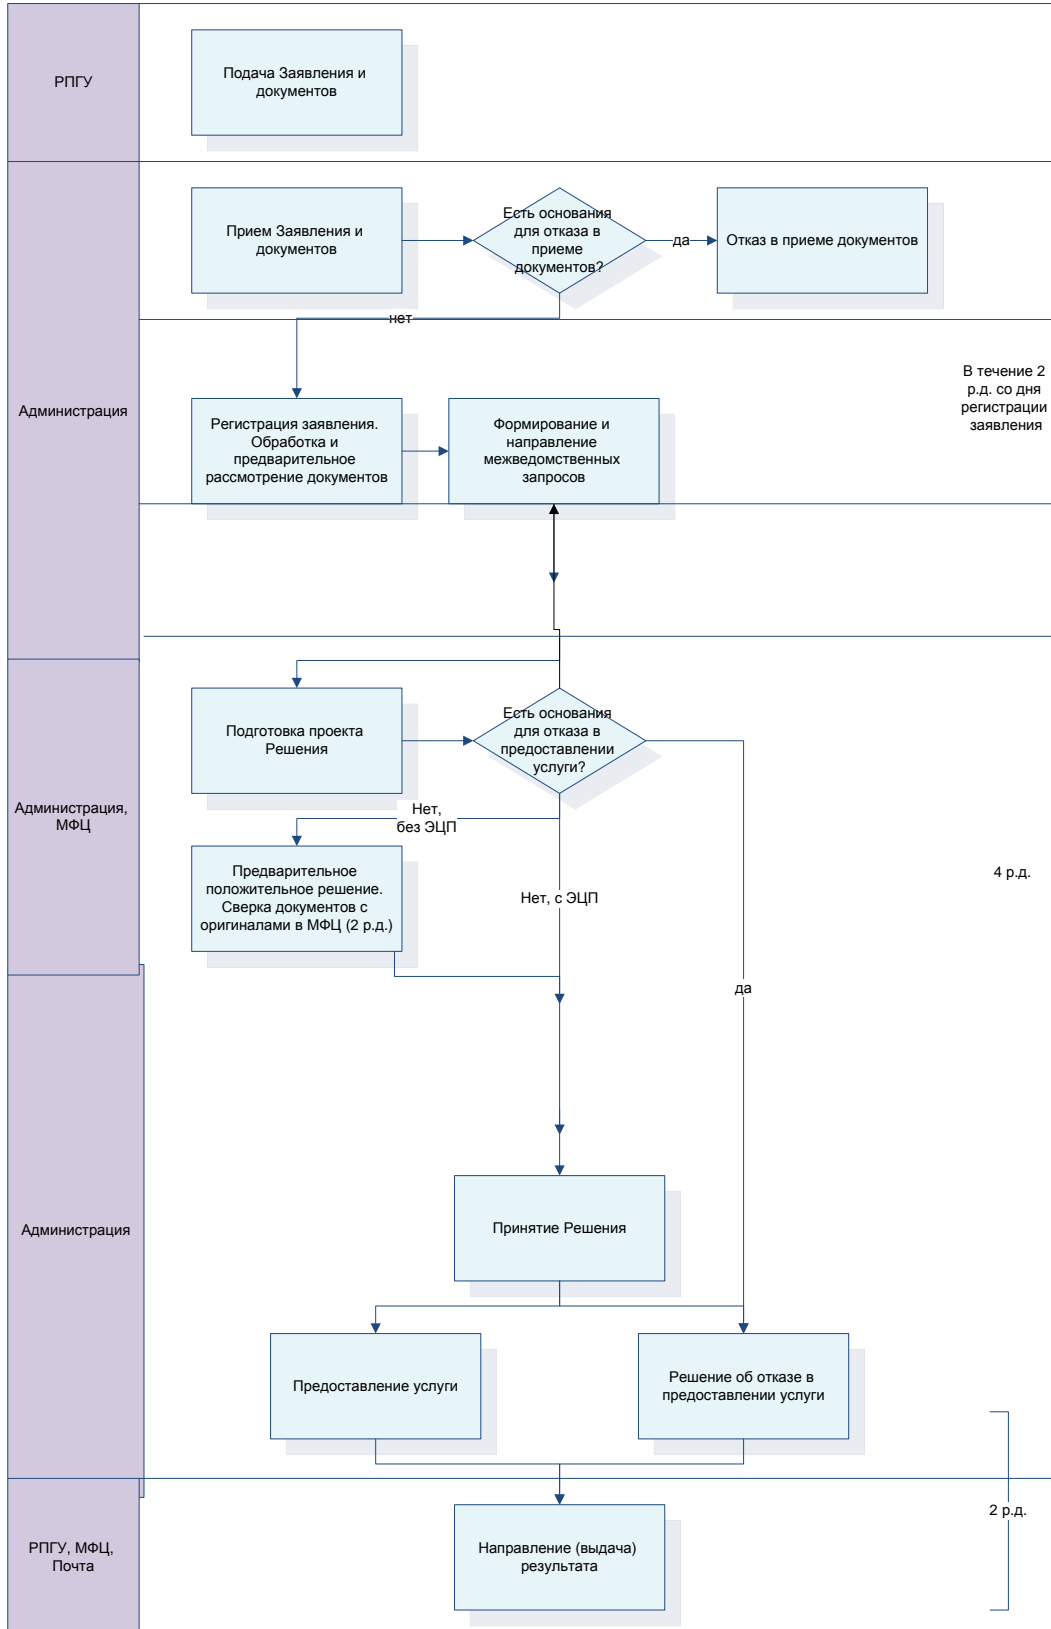 РПГУ
Подача Заявления и
документов
Администрация
Прием Заявления и
документов
Есть основания
для отказа в
приеме
документов?
да
Отказ в приеме документов
нет
Регистрация заявления.
Обработка и
предварительное
рассмотрение документов
Формирование и
направление
межведомственных
запросов
В течение 2
р.д. со дня
регистрации
заявления
Администрация,
МФЦ
Подготовка проекта
Решения
Есть основания
для отказа в
предоставлении
услуги?
Нет,
без ЭЦП
Предварительное
положительное решение.
Сверка документов с
оригиналами в МФЦ (2 р.д.)
Нет, с ЭЦП
4 р.д.
да
Администрация
Принятие Решения
Предоставление услуги
Решение об отказе в
предоставлении услуги
2 р.д.
РПГУ, МФЦ,
Почта
Направление (выдача)
результата